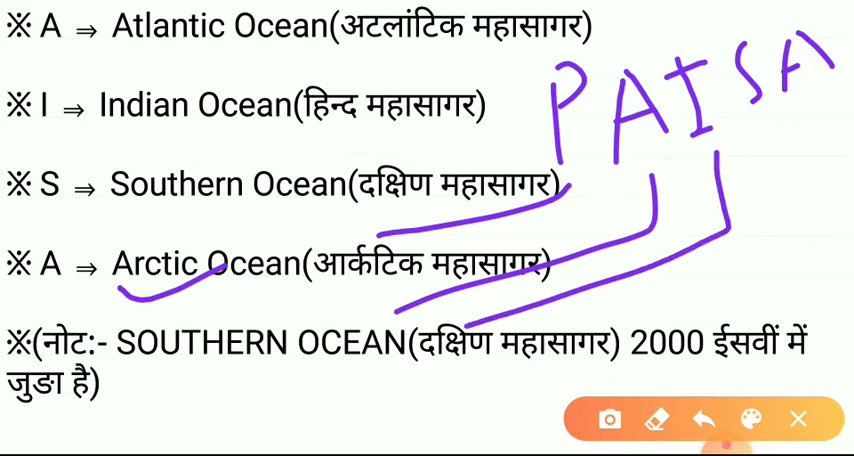 ※ A ⇒ Atlantic Ocean(अटलांटिक महासागर)
PAISA
※ I ⇒ Indian Ocean(हिन्द महासागर)
※ S ⇒ Southern Ocean(दक्षिण महासागर)
※ A ⇒ Arctic Ocean(आर्कटिक महासागर)
※(नोट:- SOUTHERN OCEAN(दक्षिण महासागर) 2000 ईसवीं में
जुङा है)